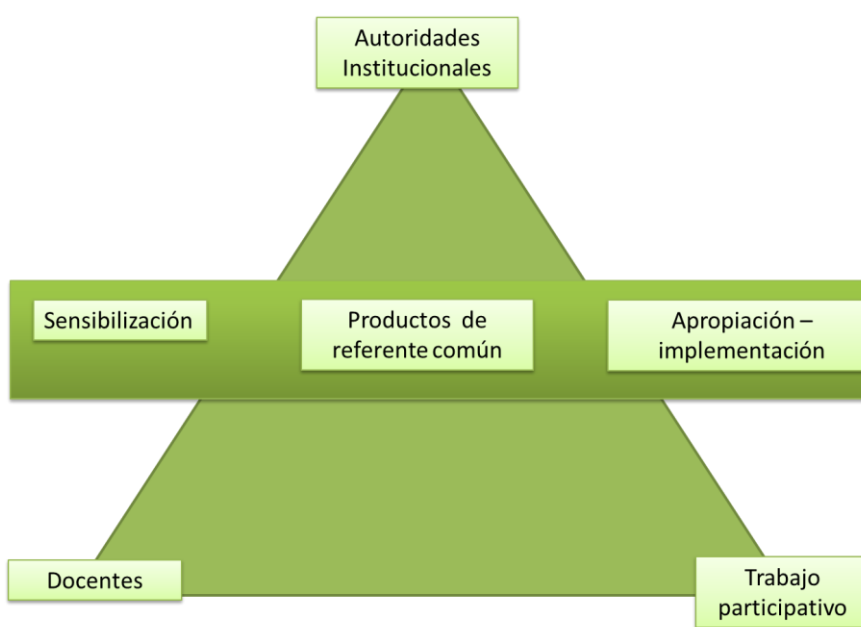 Autoridades
Institucionales
Sensibilización
Productos de
referente común
Apropiación –
implementación
Docentes
Trabajo
participativo